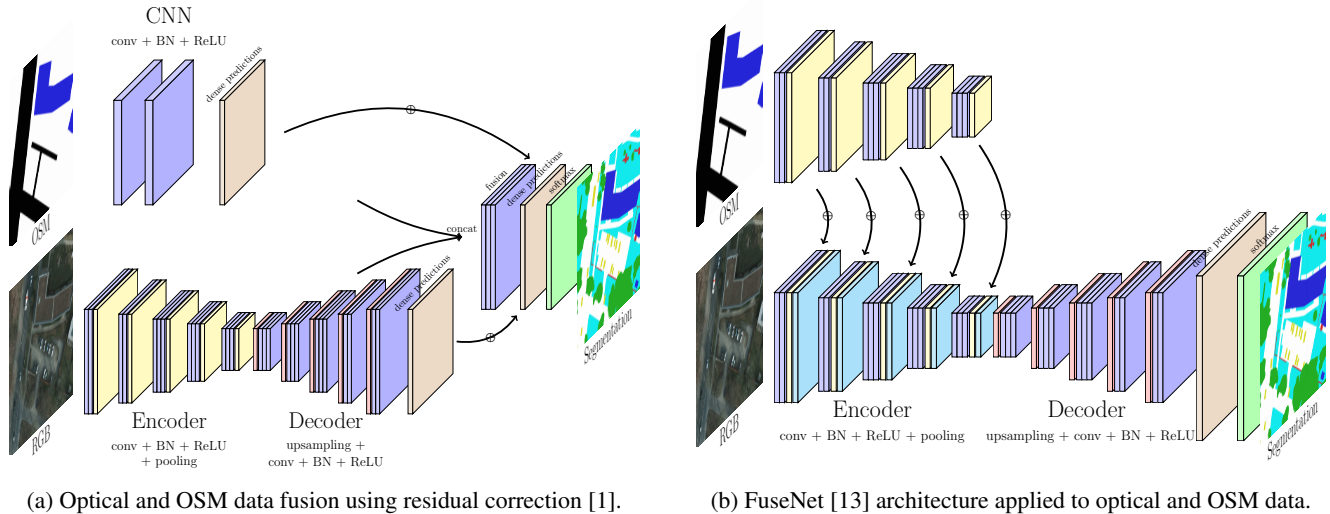 CNN
conv + BN + ReLU
dense predictions
OSM
fusion
dense predictions
softmax
concat
Segmentation
dense predictions
RGB
Encoder
conv + BN + ReLU
+ pooling
Decoder
upsampling +
conv + BN + ReLU
(a) Optical and OSM data fusion using residual correction [1].
OSM
dense predictions
softmax
Segmentation
RGB
Encoder
conv + BN + ReLU + pooling
Decoder
upsampling + conv + BN + ReLU
(b) FuseNet [13] architecture applied to optical and OSM data.